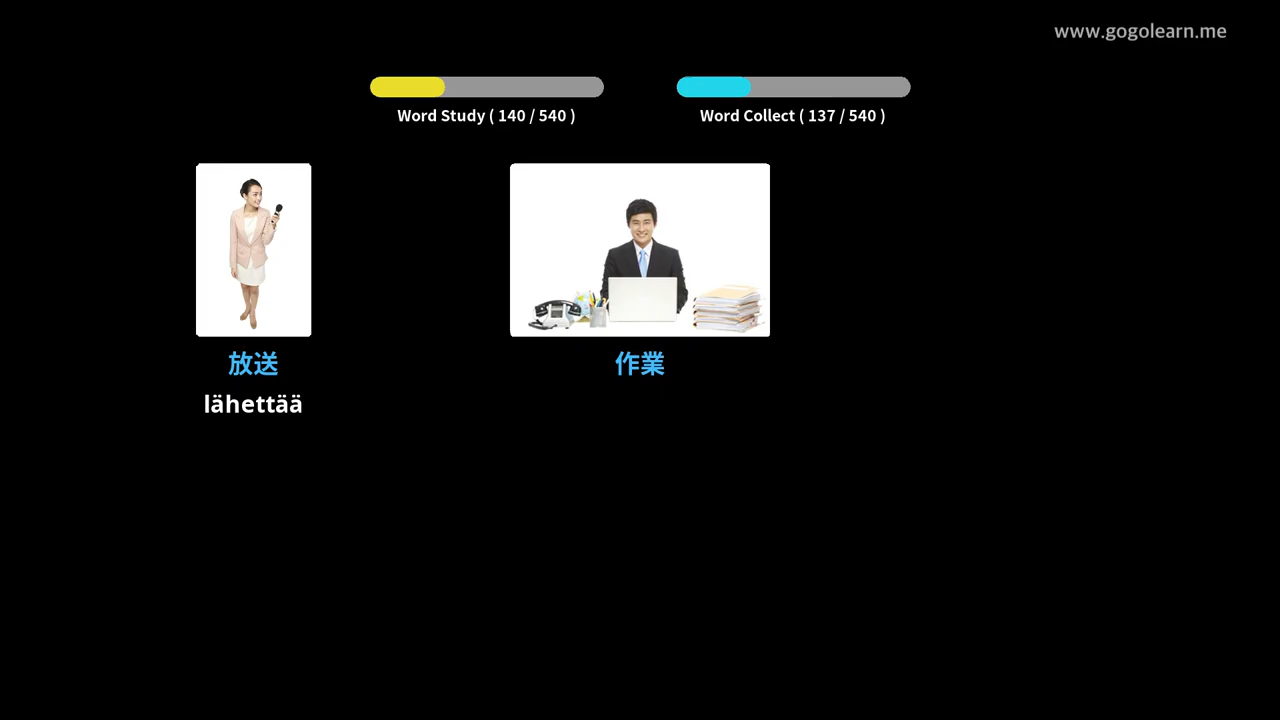 www.gogolearn.me
Word Study ( 140 / 540 )
Word Collect ( 137 / 540 )
放送
作業
lähettää